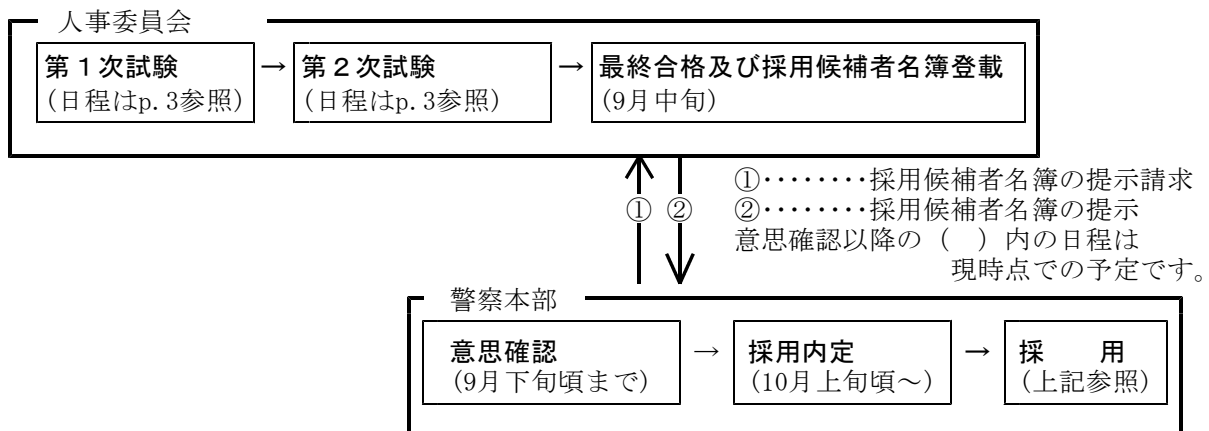 人事委員会
第１次試験 → 第２次試験 → 最終合格及び採用候補者名簿登載
(日程はp.3参照) (日程はp.3参照) (9月中旬)
①・・・・・・・・採用候補者名簿の提示請求
① ② ②・・・・・・・・採用候補者名簿の提示
意思確認以降の（　）内の日程は
現時点での予定です。
警察本部
意思確認 → 採用内定 → 採　　用
(9月下旬頃まで) (10月上旬頃～) (上記参照)